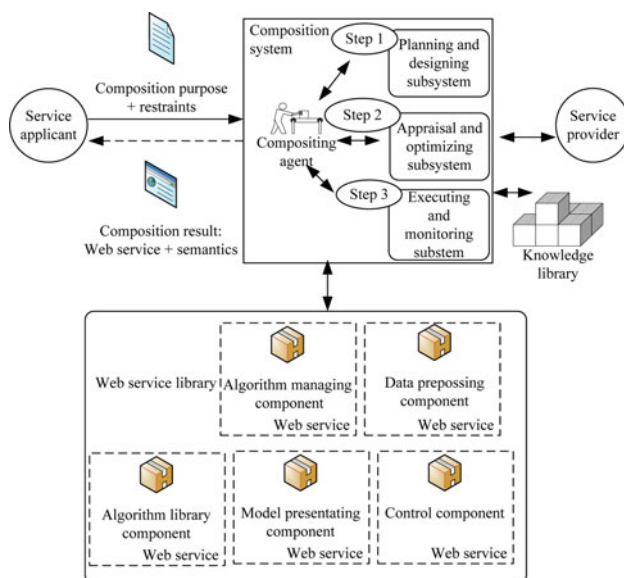 Composition
system
Step 1
Planning and
designing
subsystem
Composition purpose
+ restraints
Service
applicant
Step 2
Compositing
agent
Appraisal and
optimizing
subsystem
Service
provider
Step 3
Executing
and
monitoring
substem
Composition result:
Web service + semantics
Knowledge
library
Web service library
Algorithm managing
component
Web service
Data prepossing
component
Web service
Algorithm library
component
Web service
Model presentating
component
Web service
Control component
Web service